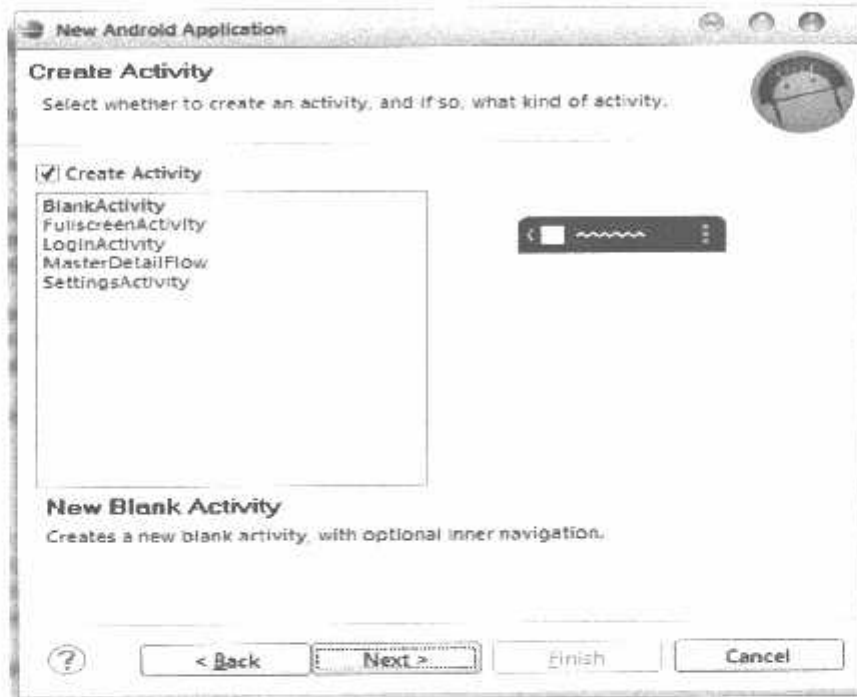 New Android Application
Create Activity
Select whether to create an activity, and if so, what kind of activity.
Create Activity
BlankActivity
FullscreenActivity
LoginActivity
MasterDetailFlow
SettingsActivity
New Blank Activity
Creates a new blank activity, with optional inner navigation.
?
< Back
Next >
Finish
Cancel